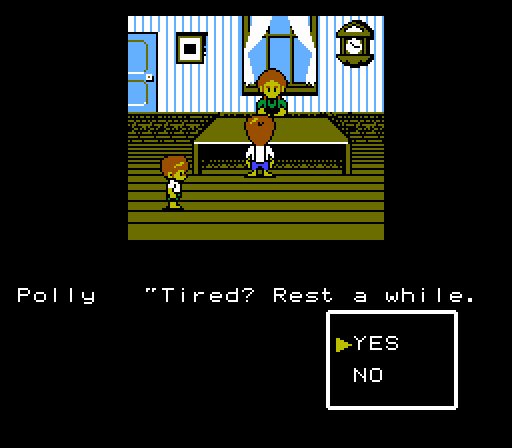 Polly "Tired? Rest a while.
▶YES
NO